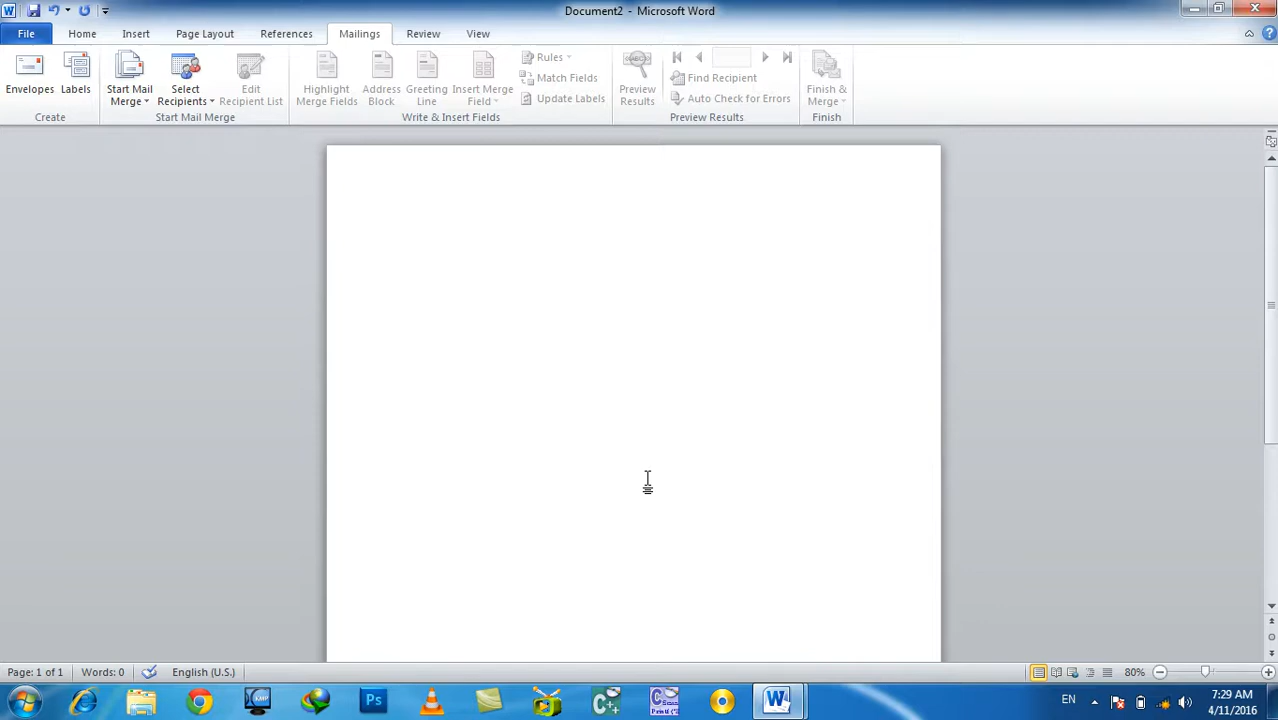 Document2 - Microsoft Word
File Home Insert Page Layout References Mailings Review View
Envelopes Labels Start Mail Merge Select Recipients Edit Recipient List Highlight Merge Fields Address Block Greeting Line Insert Merge Field Rules Match Fields Update Labels Preview Results Find Recipient Auto Check for Errors Finish & Merge
Create Start Mail Merge Write & Insert Fields Preview Results Finish
Page: 1 of 1 Words: 0 English (U.S.) 80%
EN 7:29 AM
4/11/2016